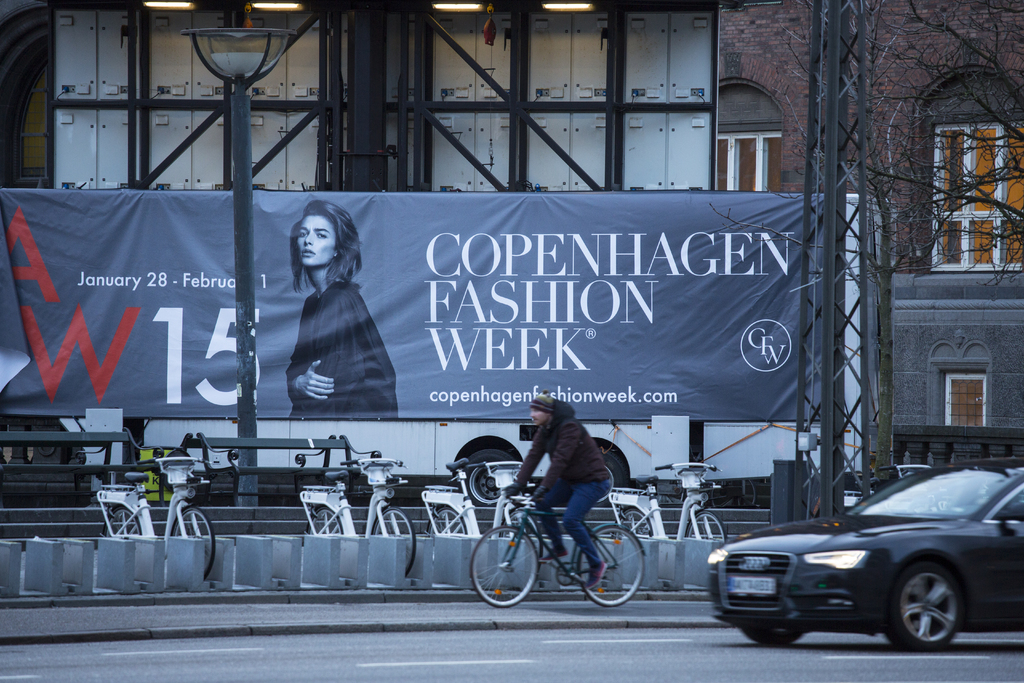 AW
January 28 - Februa 1
15
COPENHAGEN
FASHION
WEEK®
CFW
copenhagenfashionweek.com